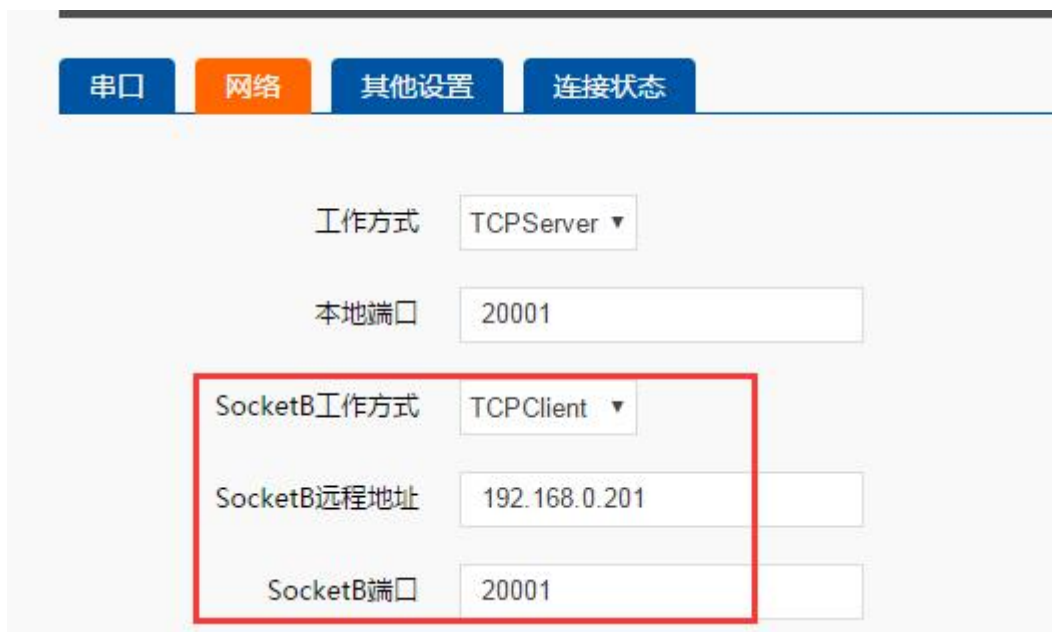 串口 网络 其他设置 连接状态
工作方式 TCPServer
本地端口 20001
SocketB工作方式 TCPClient
SocketB远程地址 192.168.0.201
SocketB端口 20001